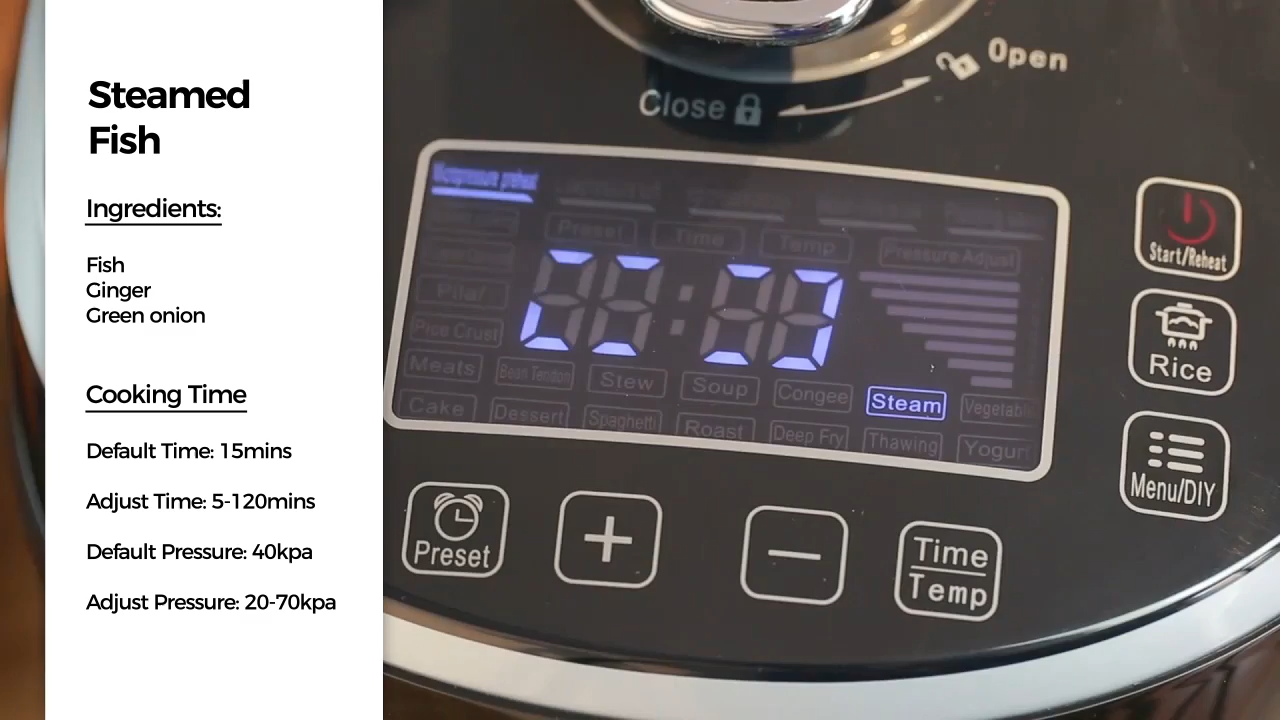 Steamed
Fish
Ingredients:
Fish
Ginger
Green onion
Cooking Time
Default Time: 15mins
Adjust Time: 5-120mins
Default Pressure: 40kpa
Adjust Pressure: 20-70kpa
Open
Close
Preset Time Temp
Pressure Adjust
Pilaf
Rice Crust
Meats Bean Tendon Stew Soup Congee Steam
Cake Dessert Spaghetti Roast Deep Fry Thawing Yogurt
Start/Reheat
Rice
Menu/DIY
Preset
+
−
Time
Temp